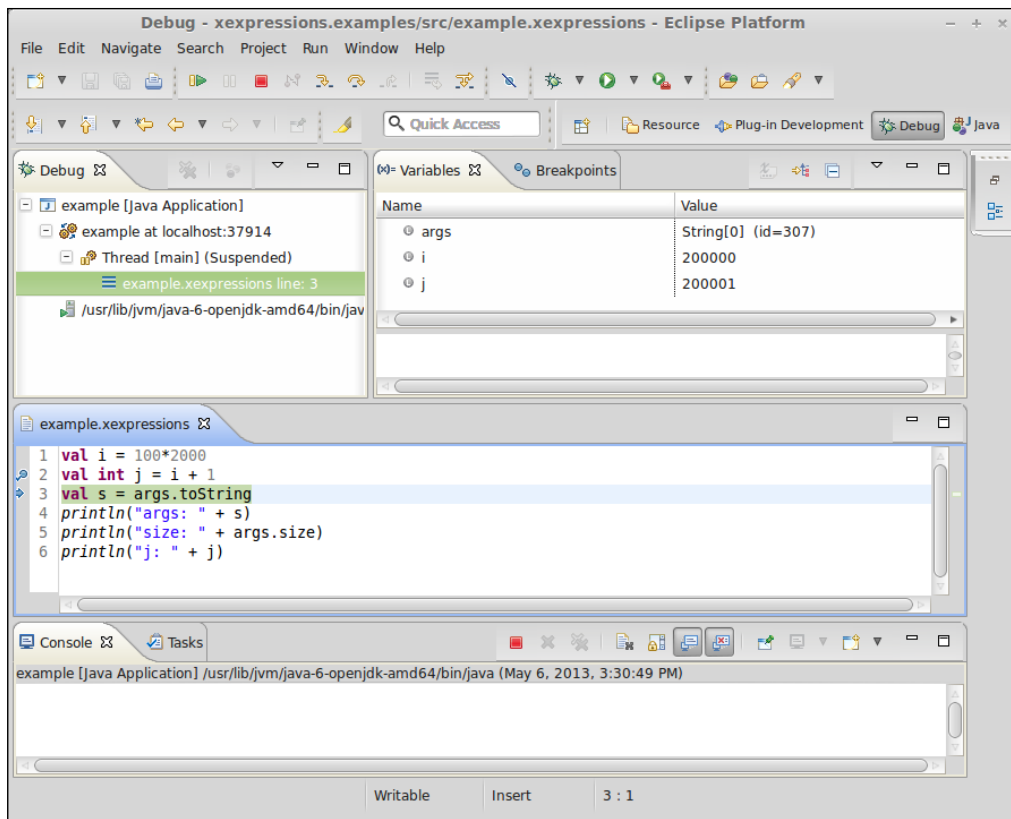 Debug - xexpressions.examples/src/example.xexpressions - Eclipse Platform
File Edit Navigate Search Project Run Window Help
Quick Access
Resource Plug-in Development Debug Java
Debug
example [Java Application]
example at localhost:37914
Thread [main] (Suspended)
example.xexpressions line: 3
/usr/lib/jvm/java-6-openjdk-amd64/bin/jav
(x)= Variables Breakpoints
Name Value
args String[0] (id=307)
i 200000
j 200001
example.xexpressions
1 val i = 100*2000
2 val int j = i + 1
3 val s = args.toString
4 println("args: " + s)
5 println("size: " + args.size)
6 println("j: " + j)
Console Tasks
example [Java Application] /usr/lib/jvm/java-6-openjdk-amd64/bin/java (May 6, 2013, 3:30:49 PM)
Writable Insert 3 : 1